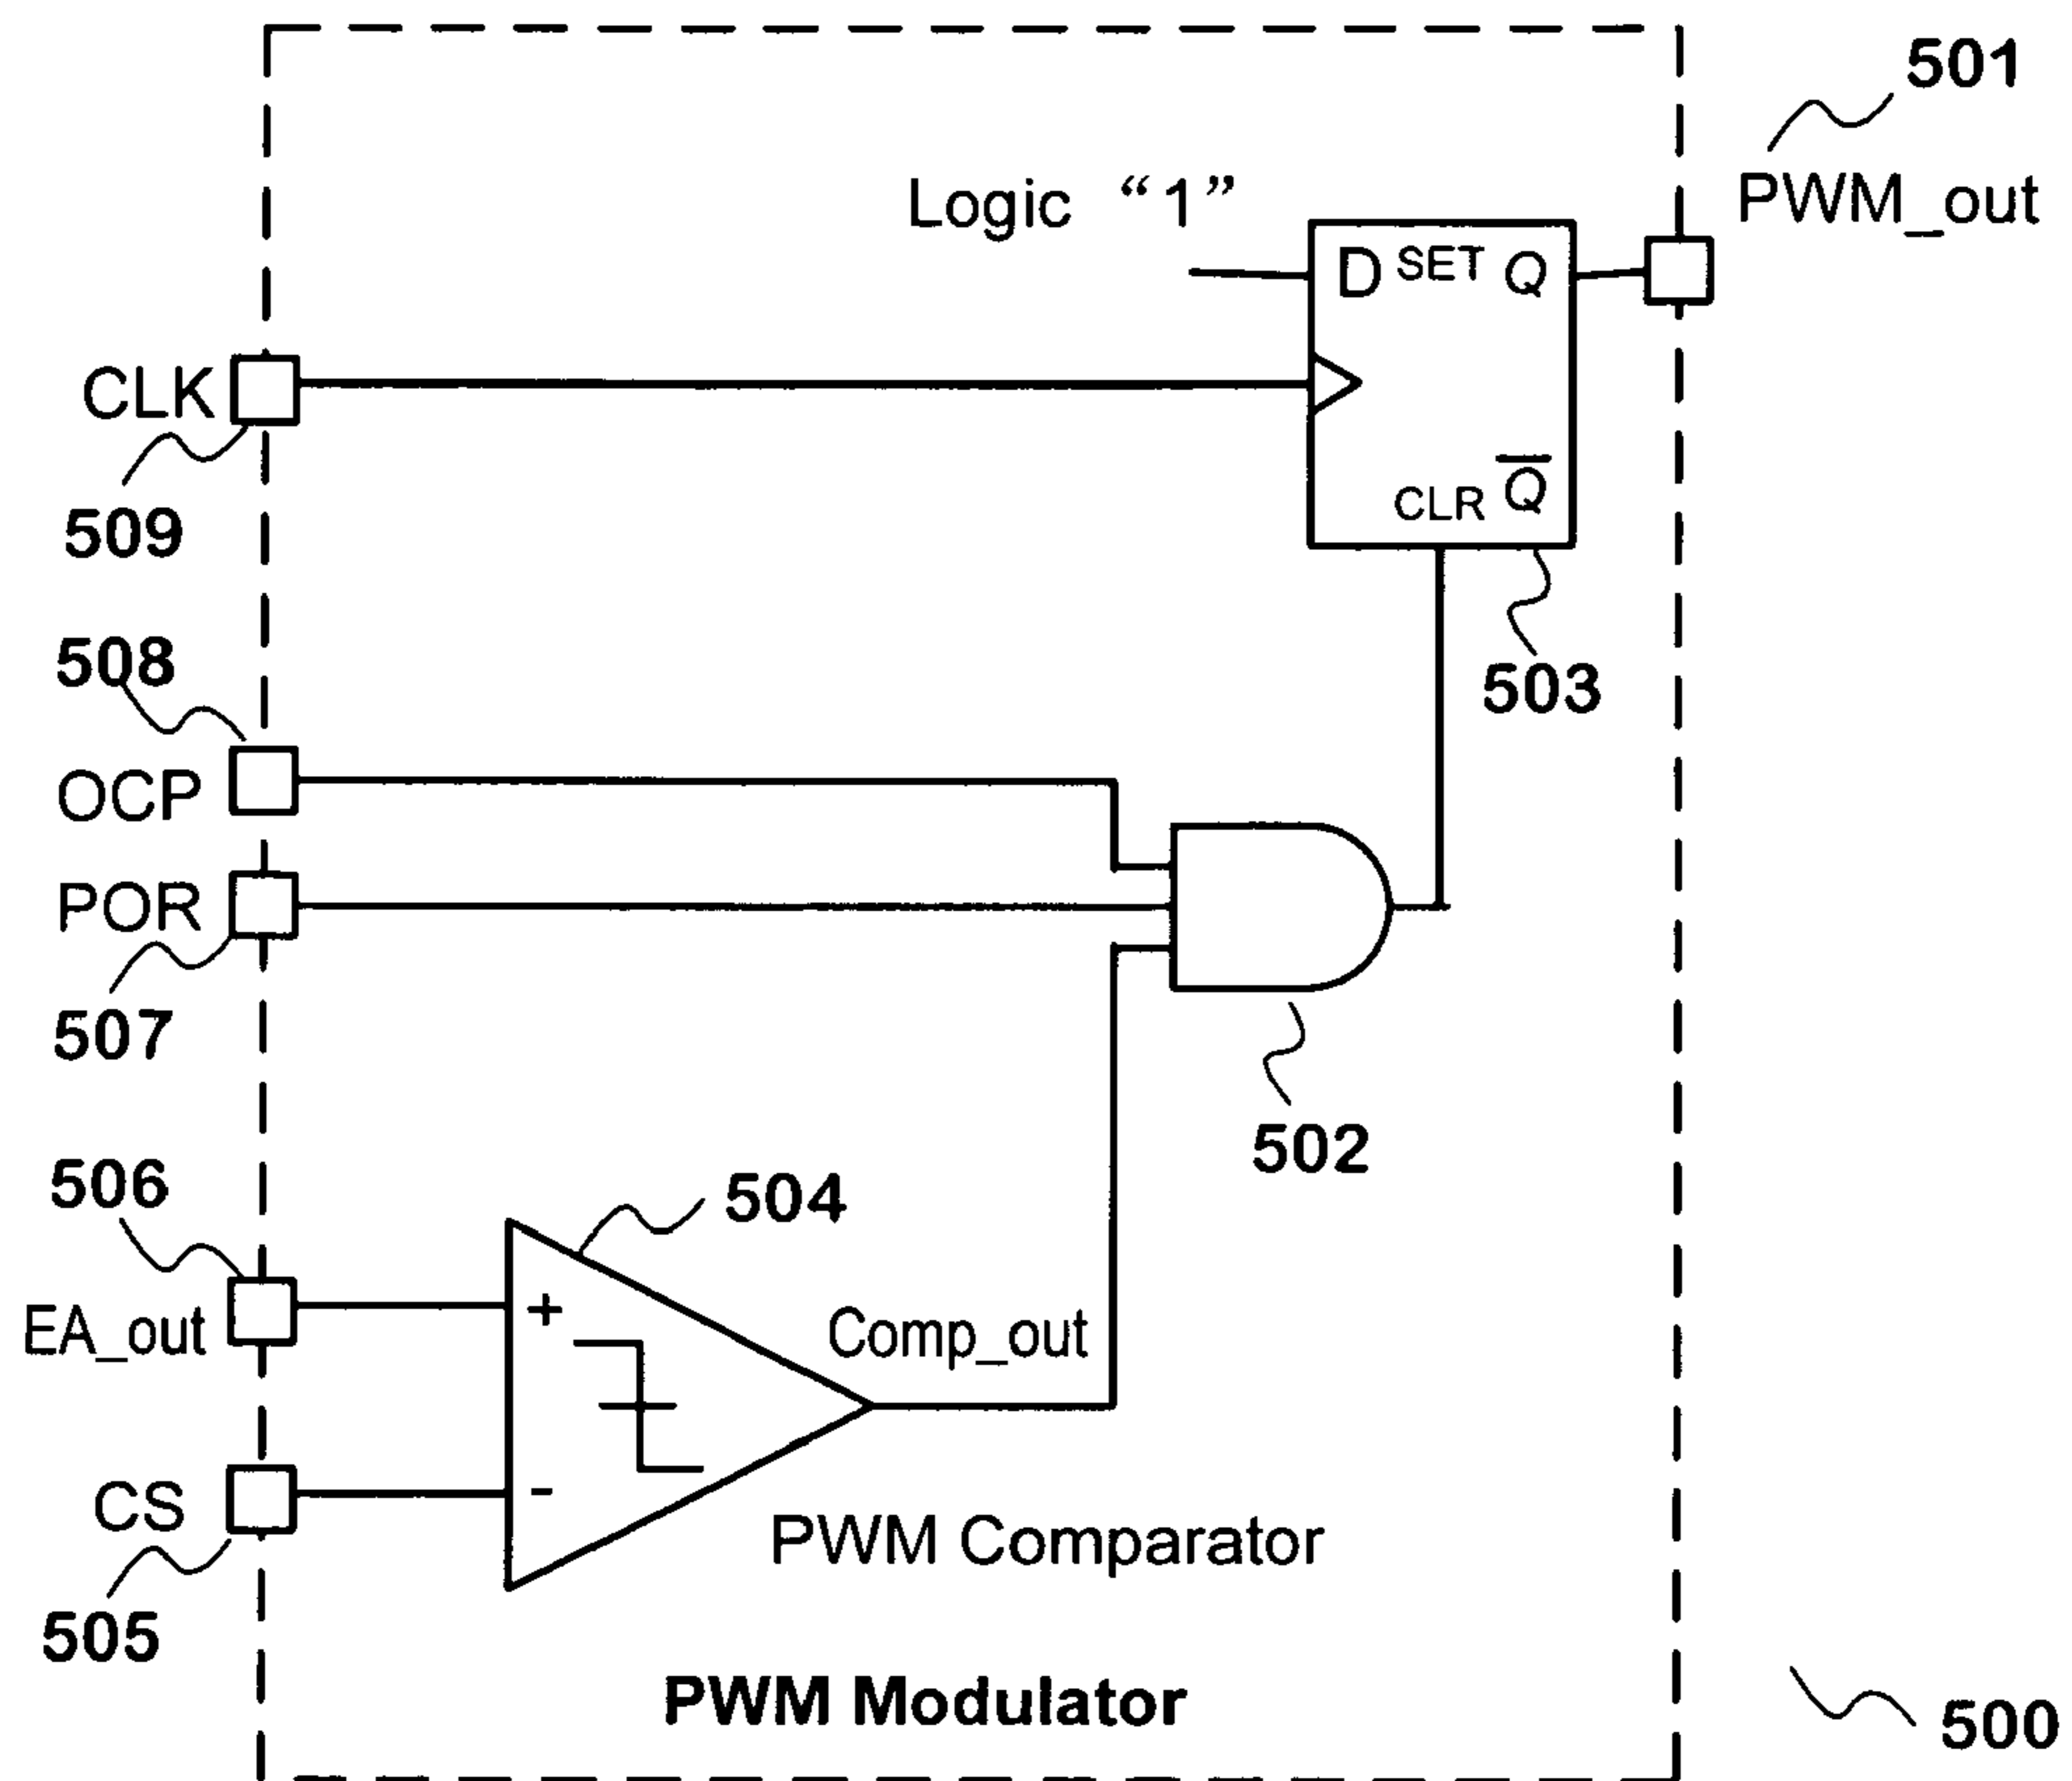 501
PWM_out
Logic “1”
D SET Q
CLK
509
CLR Q
503
508
OCP
POR
507
502
506
504
EA_out
+
Comp_out
CS
-
PWM Comparator
505
PWM Modulator
500